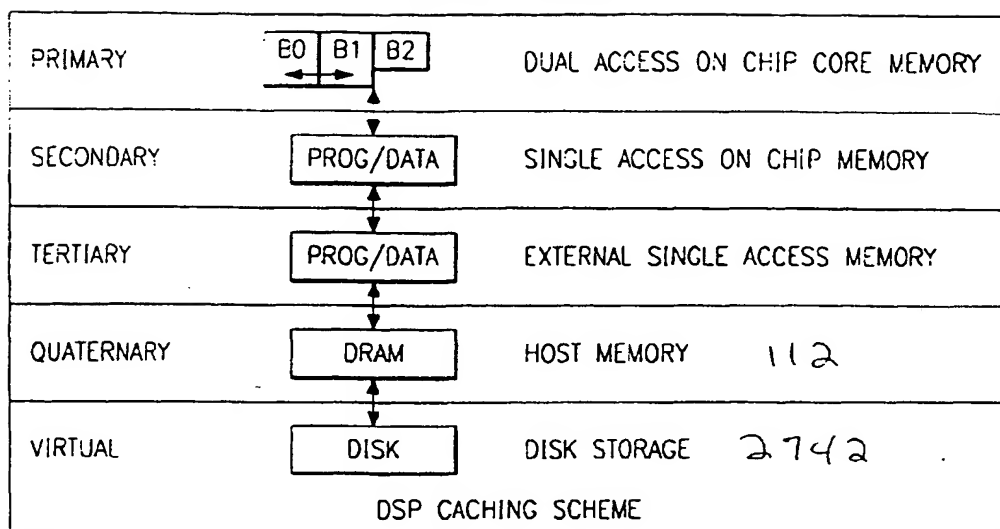 PRIMARY B0 B1 B2 DUAL ACCESS ON CHIP CORE MEMORY
SECONDARY PROG/DATA SINGLE ACCESS ON CHIP MEMORY
TERTIARY PROG/DATA EXTERNAL SINGLE ACCESS MEMORY
QUATERNARY DRAM HOST MEMORY 112
VIRTUAL DISK DISK STORAGE 2742
DSP CACHING SCHEME